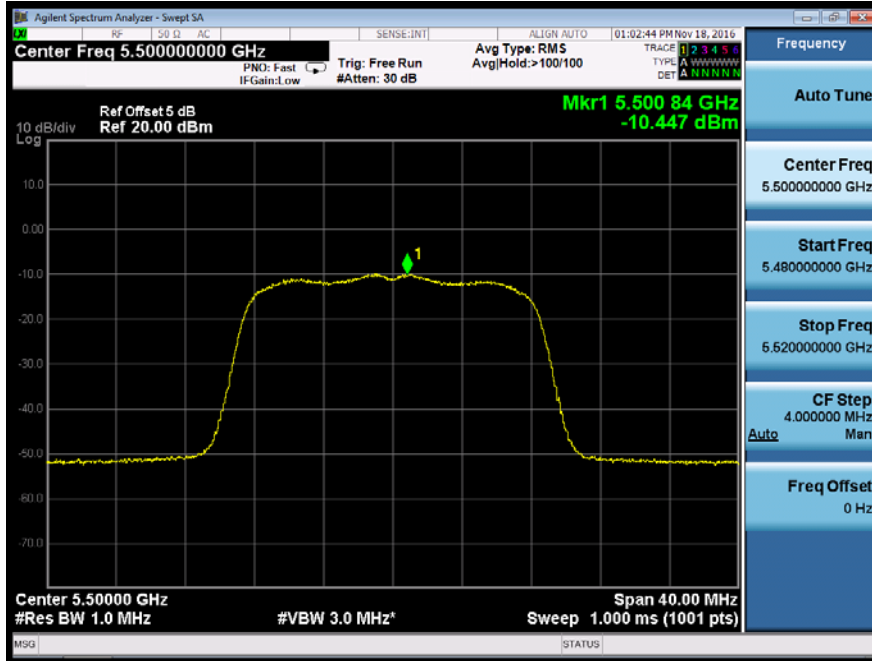 Agilent Spectrum Analyzer - Swept SA
LXI RF 50 Ω AC SENSE:INT ALIGN AUTO 01:02:44 PM Nov 18, 2016
Center Freq 5.500000000 GHz
PNO: Fast
IFGain:Low
Trig: Free Run
#Atten: 30 dB
Avg Type: RMS
Avg|Hold:>100/100
TRACE 1 2 3 4 5 6
TYPE A WWWWW
DET A N N N N N
Mkr1 5.500 84 GHz
-10.447 dBm
Ref Offset 5 dB
10 dB/div Ref 20.00 dBm
Log
10.0
0.00
1
-10.0
-20.0
-30.0
-40.0
-50.0
-60.0
-70.0
Center 5.50000 GHz Span 40.00 MHz
#Res BW 1.0 MHz #VBW 3.0 MHz* Sweep 1.000 ms (1001 pts)
MSG STATUS
Frequency
Auto Tune
Center Freq
5.500000000 GHz
Start Freq
5.480000000 GHz
Stop Freq
5.520000000 GHz
CF Step
4.000000 MHz
Auto Man
Freq Offset
0 Hz